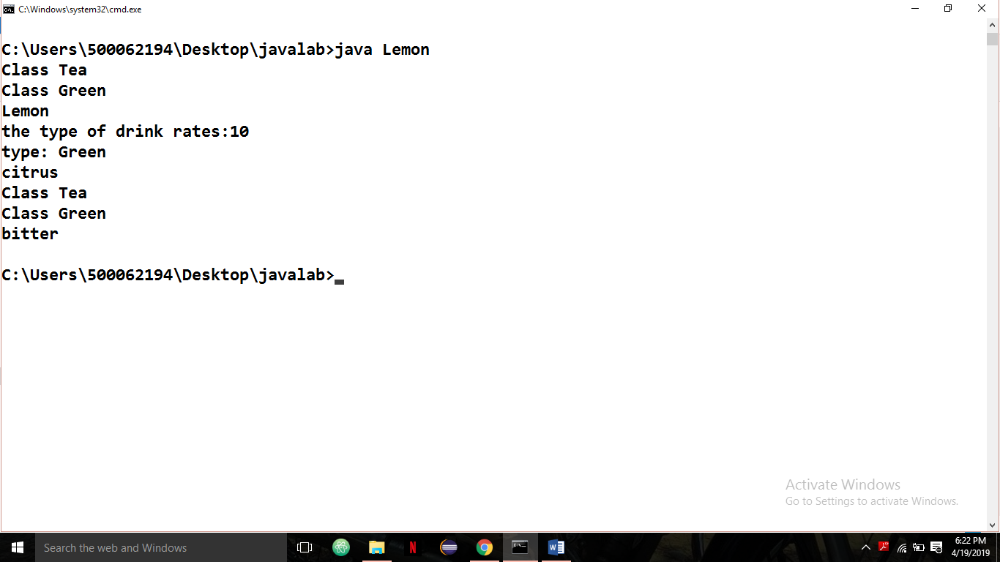 C:\Windows\system32\cmd.exe
C:\Users\500062194\Desktop\javalab>java Lemon
Class Tea
Class Green
Lemon
the type of drink rates:10
type: Green
citrus
Class Tea
Class Green
bitter
C:\Users\500062194\Desktop\javalab>
Activate Windows
Go to Settings to activate Windows.
Search the web and Windows
6:22 PM
4/19/2019